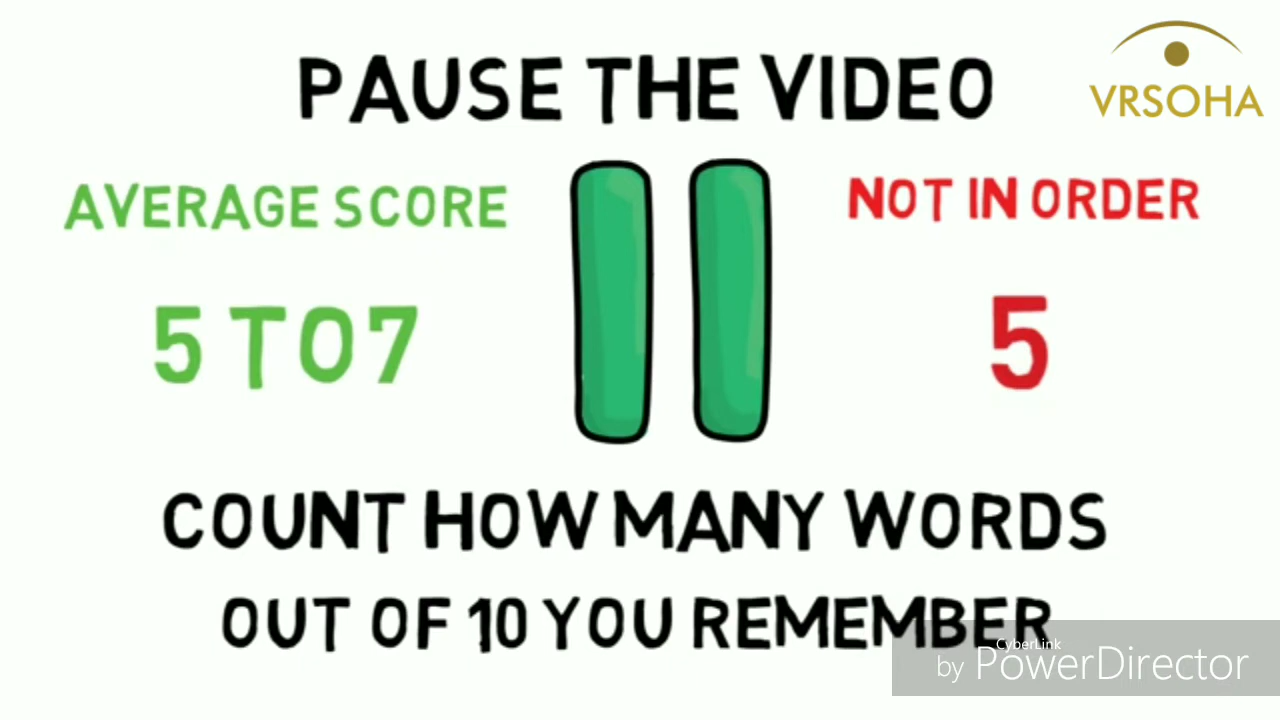 PAUSE THE VIDEO
VRSOHA
AVERAGE SCORE
NOT IN ORDER
5 TO 7
5
COUNT HOW MANY WORDS
OUT OF 10 YOU REMEMBER
CyberLink
by PowerDirector